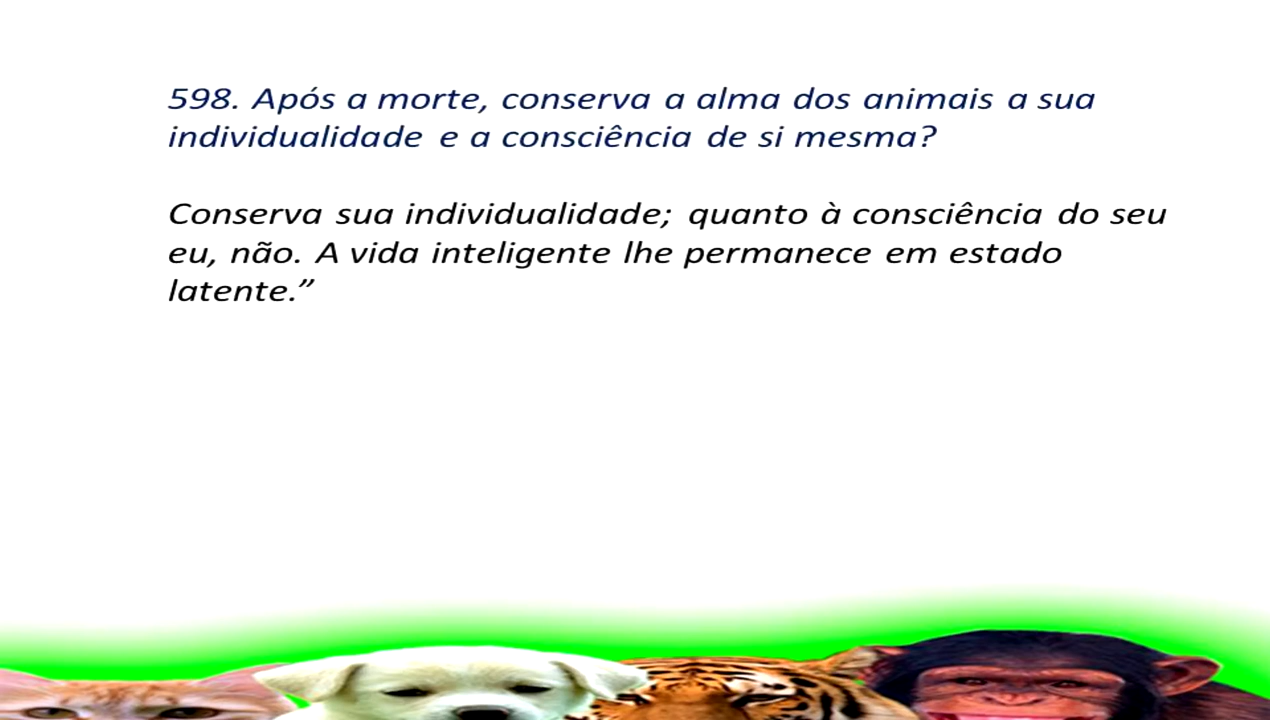 598. Após a morte, conserva a alma dos animais a sua
individualidade e a consciência de si mesma?
Conserva sua individualidade; quanto à consciência do seu
eu, não. A vida inteligente lhe permanece em estado
latente.”